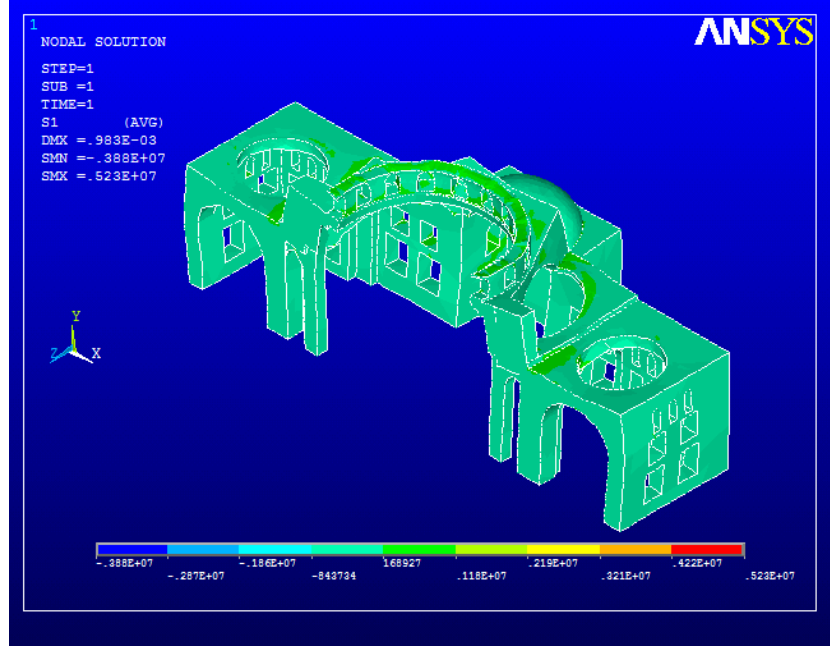 1
NODAL SOLUTION
ANSYS
STEP=1
SUB =1
TIME=1
S1 (AVG)
DMX =.983E-03
SMN =-.388E+07
SMX =.523E+07
Y
Z X
-.388E+07 -.186E+07 168927 .219E+07 .422E+07
-.287E+07 -843734 .118E+07 .321E+07 .523E+07